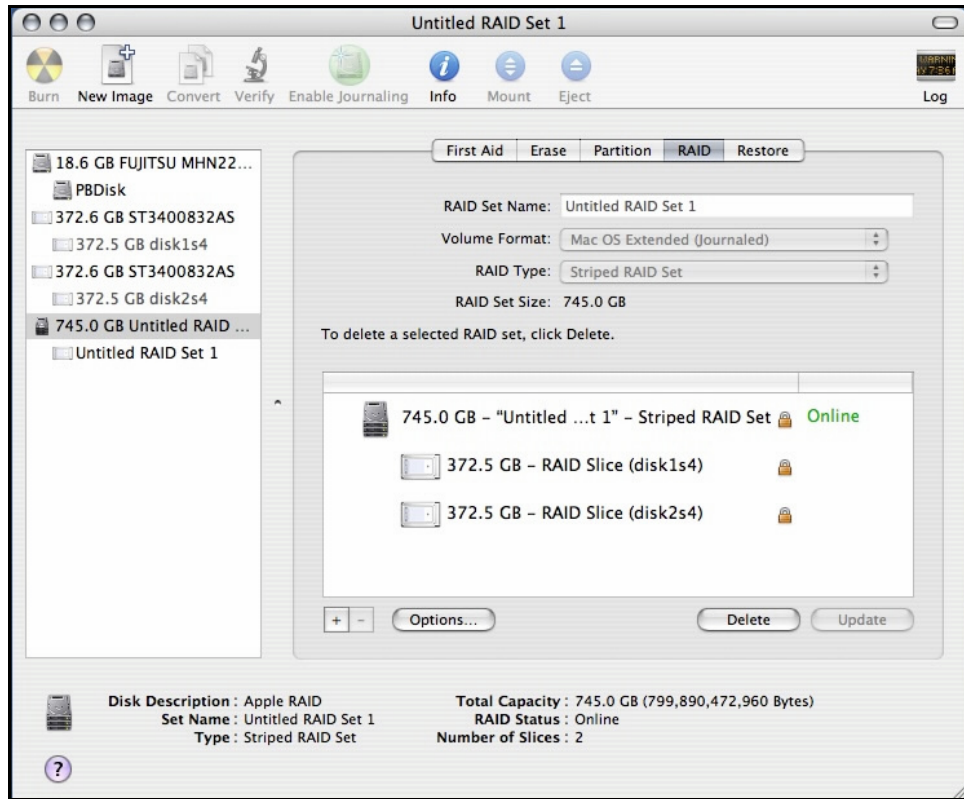 Untitled RAID Set 1
Burn New Image Convert Verify Enable Journaling Info Mount Eject Log
First Aid Erase Partition RAID Restore
18.6 GB FUJITSU MHN22...
PBDisk
372.6 GB ST3400832AS
372.5 GB disk1s4
372.6 GB ST3400832AS
372.5 GB disk2s4
745.0 GB Untitled RAID ...
Untitled RAID Set 1
RAID Set Name: Untitled RAID Set 1
Volume Format: Mac OS Extended (Journaled)
RAID Type: Striped RAID Set
RAID Set Size: 745.0 GB
To delete a selected RAID set, click Delete.
745.0 GB – “Untitled ...t 1” – Striped RAID Set Online
372.5 GB – RAID Slice (disk1s4)
372.5 GB – RAID Slice (disk2s4)
+ – Options... Delete Update
Disk Description : Apple RAID
Set Name : Untitled RAID Set 1
Type : Striped RAID Set
Total Capacity : 745.0 GB (799,890,472,960 Bytes)
RAID Status : Online
Number of Slices : 2
?